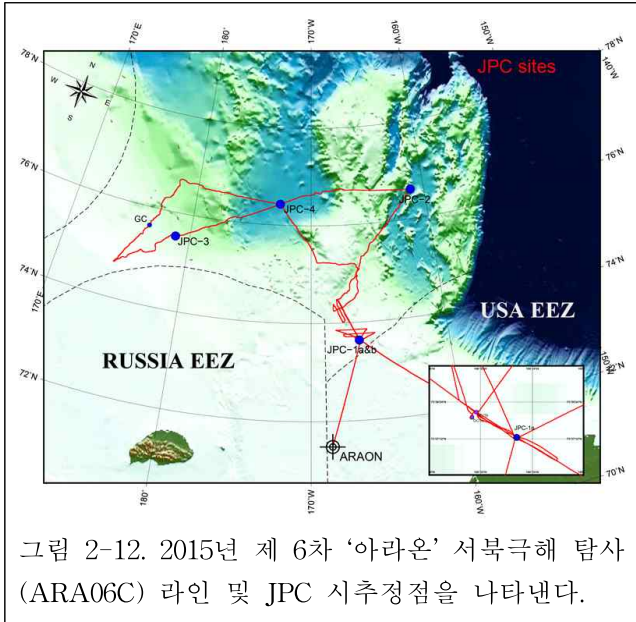 170°E
180°
170°W
160°W
150°W
78°N
78°N
140°W
JPC sites
N
W
E
S
76°N
76°N
GC
JPC-4
JPC-2
JPC-3
74°N
74°N
170°E
USA EEZ
JPC-1a&b
RUSSIA EEZ
150°W
72°N
72°N
JPC-1a
ARAON
70°N
180°
170°W
160°W
그림 2-12. 2015년 제 6차 ‘아라온’ 서북극해 탐사
(ARA06C) 라인 및 JPC 시추정점을 나타낸다.